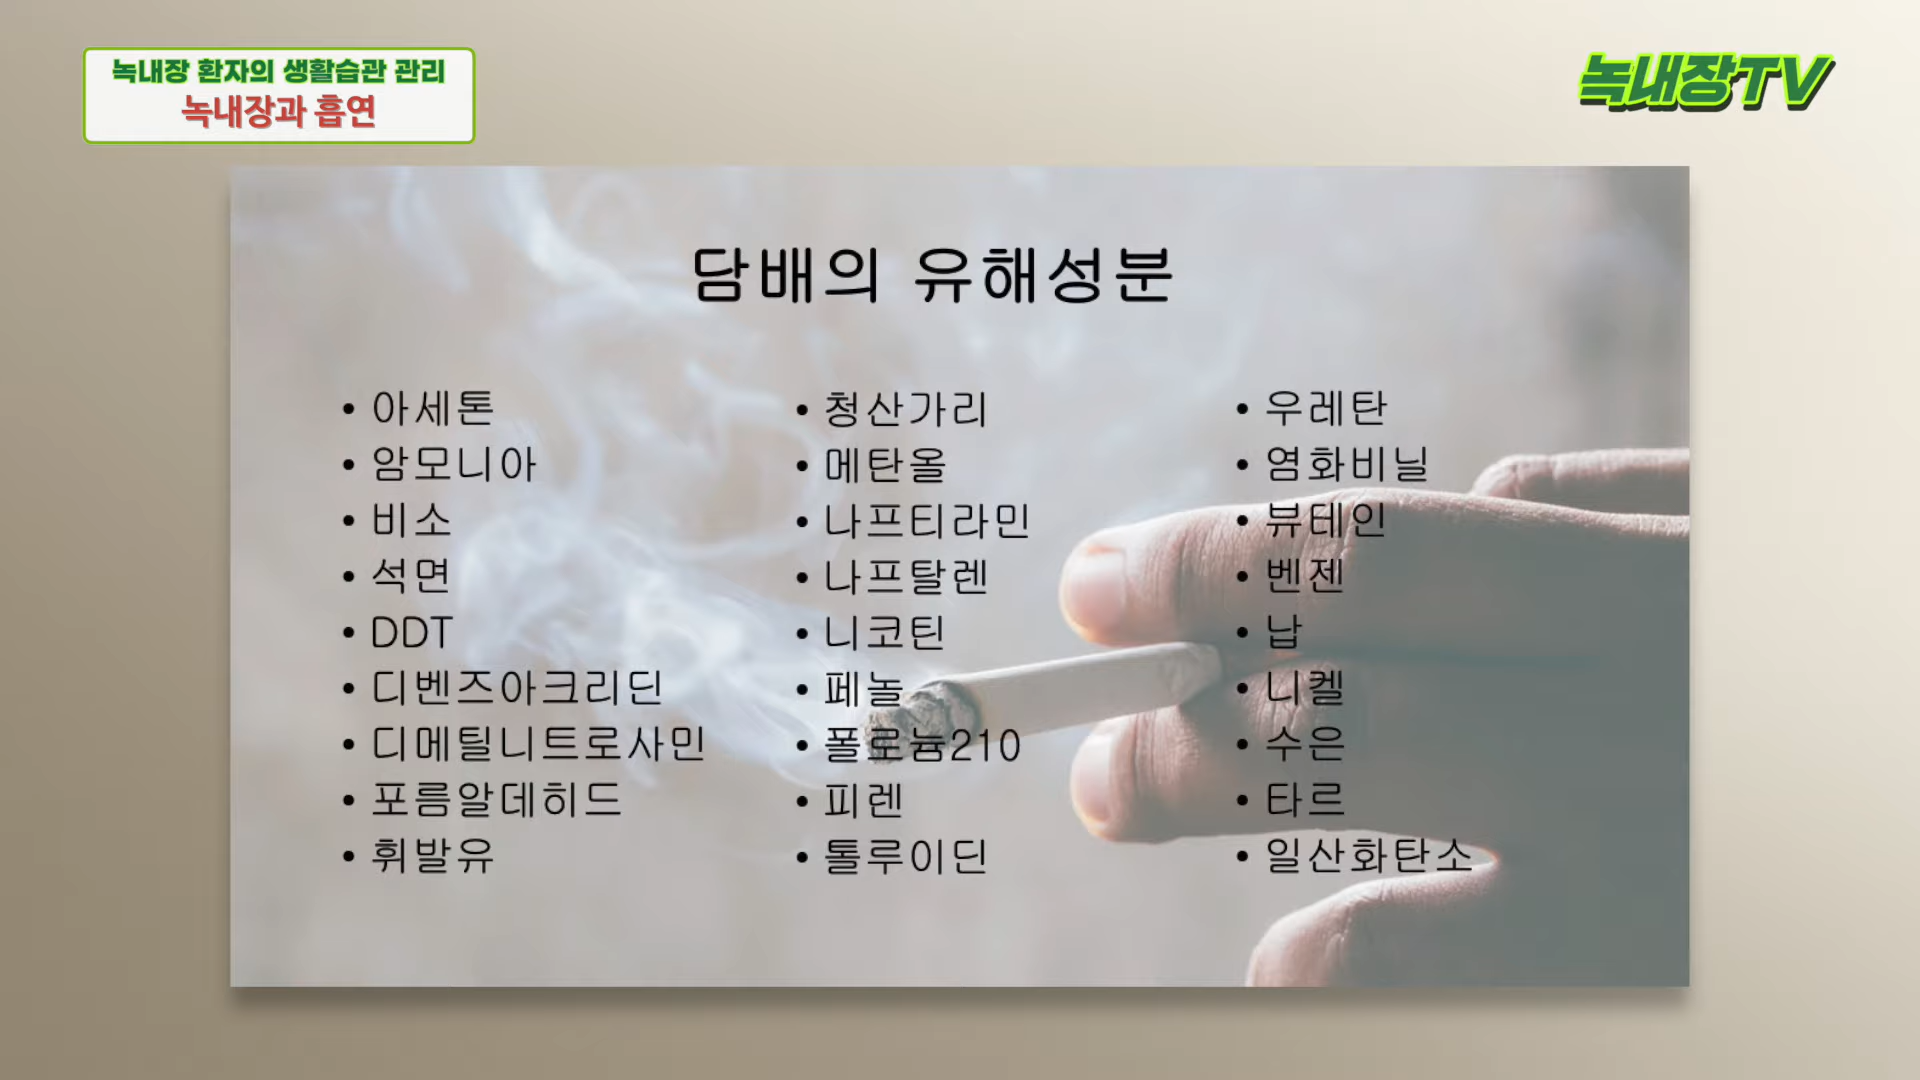 녹내장 환자의 생활습관 관리
녹내장과 흡연
녹내장TV
담배의 유해성분
• 아세톤
• 암모니아
• 비소
• 석면
• DDT
• 디벤즈아크리딘
• 디메틸니트로사민
• 포름알데히드
• 휘발유
• 청산가리
• 메탄올
• 나프티라민
• 나프탈렌
• 니코틴
• 페놀
• 폴로늄210
• 피렌
• 톨루이딘
• 우레탄
• 염화비닐
• 뷰테인
• 벤젠
• 납
• 니켈
• 수은
• 타르
• 일산화탄소